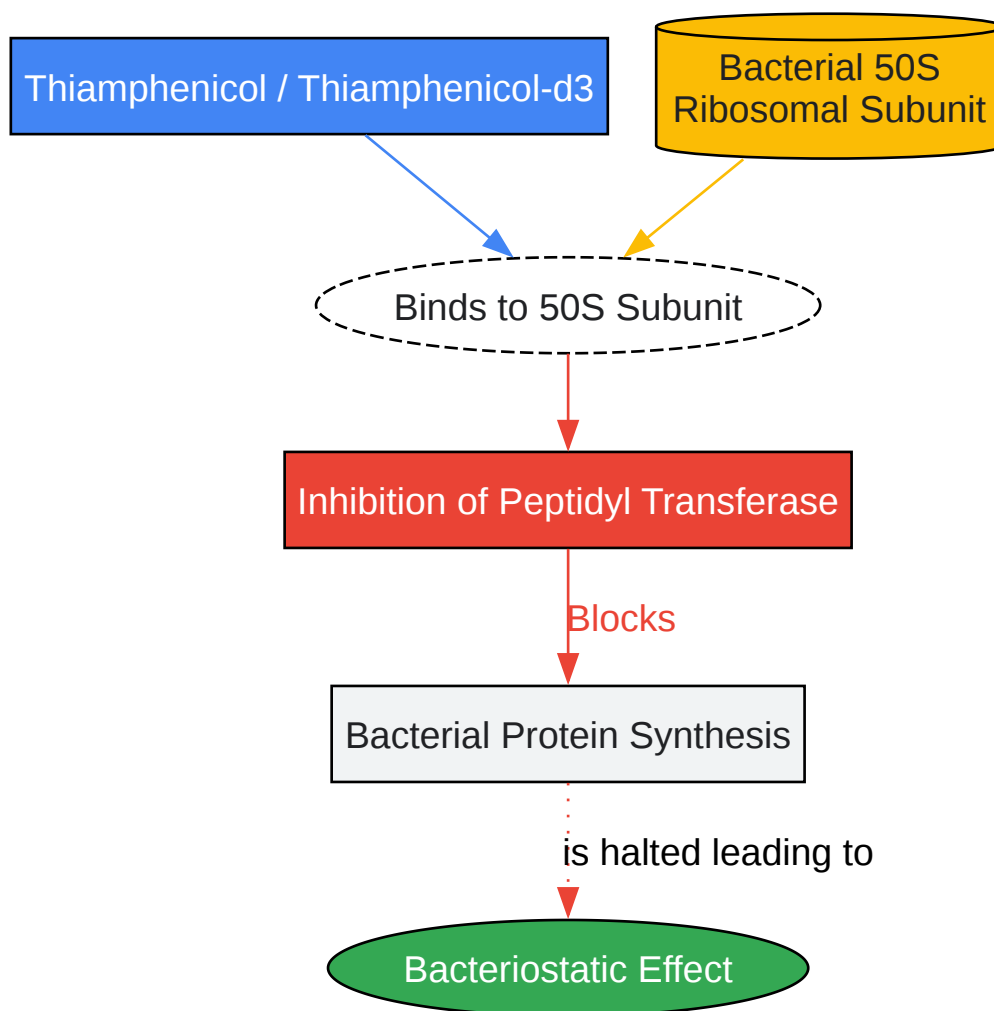 Thiamphenicol / Thiamphenicol-d3
Bacterial 50S
Ribosomal Subunit
Binds to 50S Subunit
Inhibition of Peptidyl Transferase
Blocks
Bacterial Protein Synthesis
is halted leading to
Bacteriostatic Effect